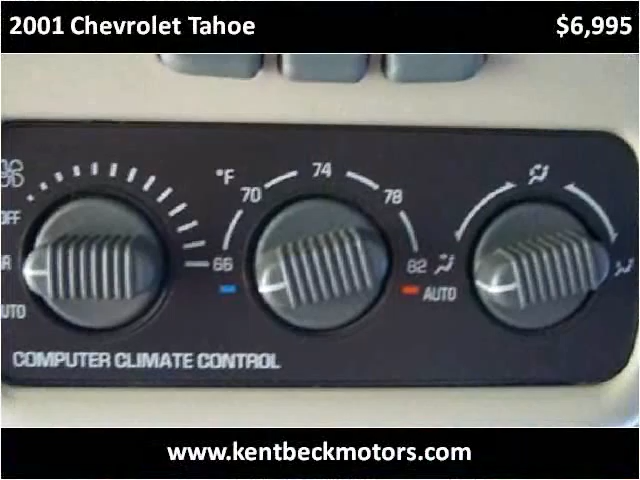 2001 Chevrolet Tahoe $6,995
74
°F 70 78
OFF
66 82
AUTO
COMPUTER CLIMATE CONTROL
www.kentbeckmotors.com